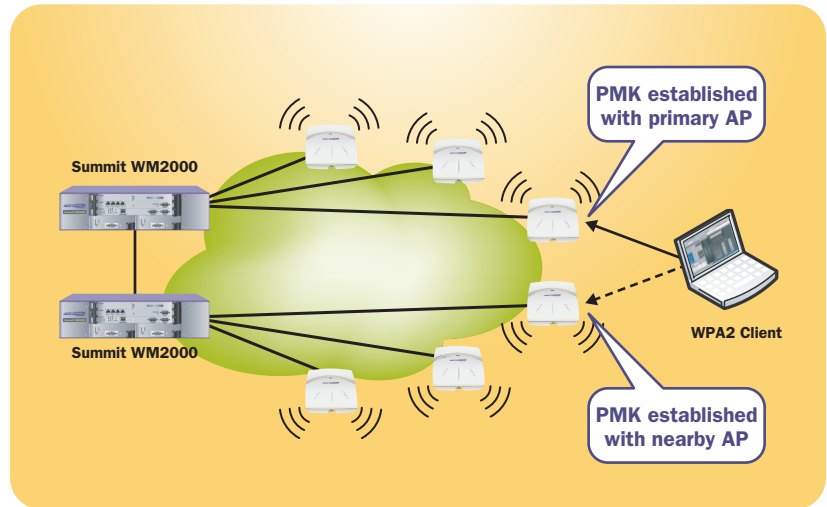 PMK established
with primary AP
Summit WM2000
Summit WM2000
WPA2 Client
PMK established
with nearby AP